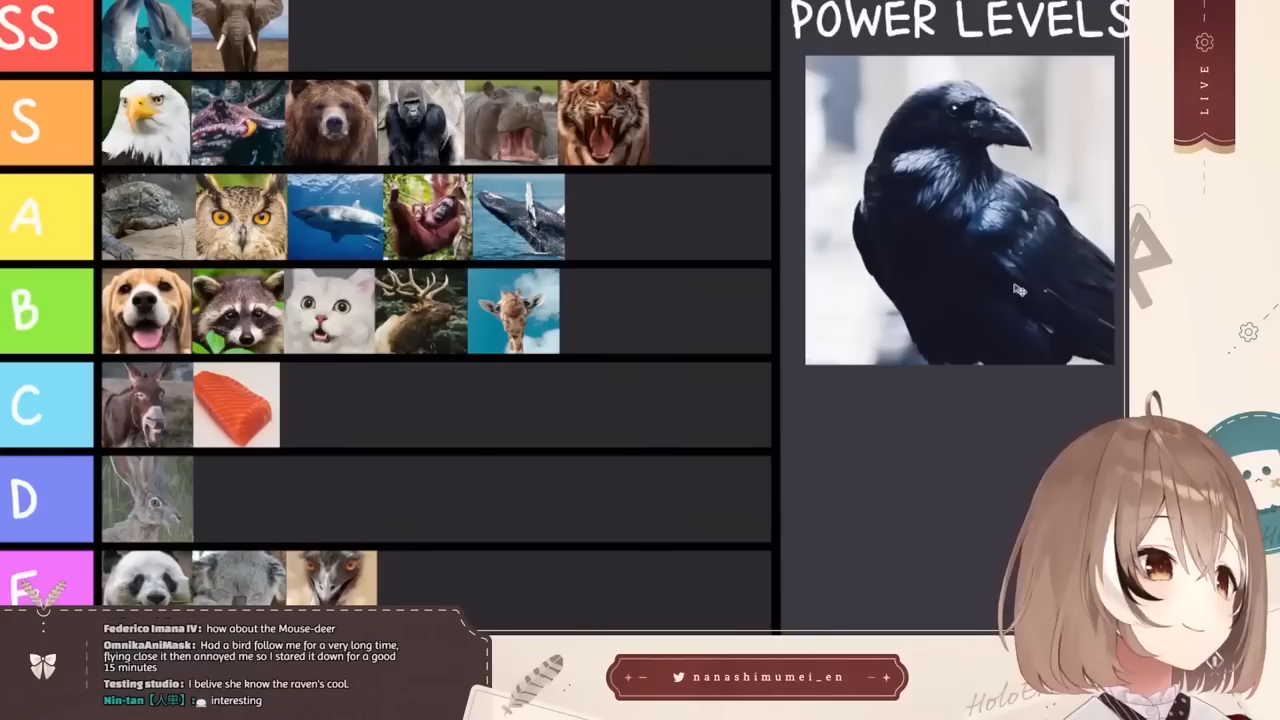 SS
POWER LEVELS
LIVE
S
A
B
C
D
F
Federico Imana IV: how about the Mouse-deer
OmnikaAniMask: Had a bird follow me for a very long time,
flying close it then annoyed me so I stared it down for a good
15 minutes
Testing studio: I belive she know the raven's cool.
Nin-tan【人单】: interesting
nanashimumei_en